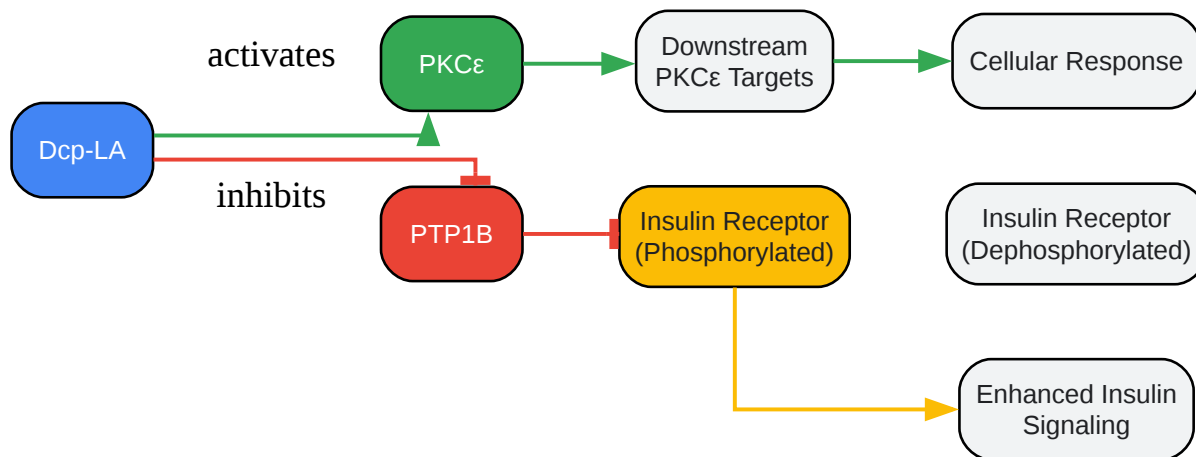 activates
PKCε
Downstream
PKCε Targets
Cellular Response
Dcp-LA
inhibits
PTP1B
Insulin Receptor
(Phosphorylated)
Insulin Receptor
(Dephosphorylated)
Enhanced Insulin
Signaling